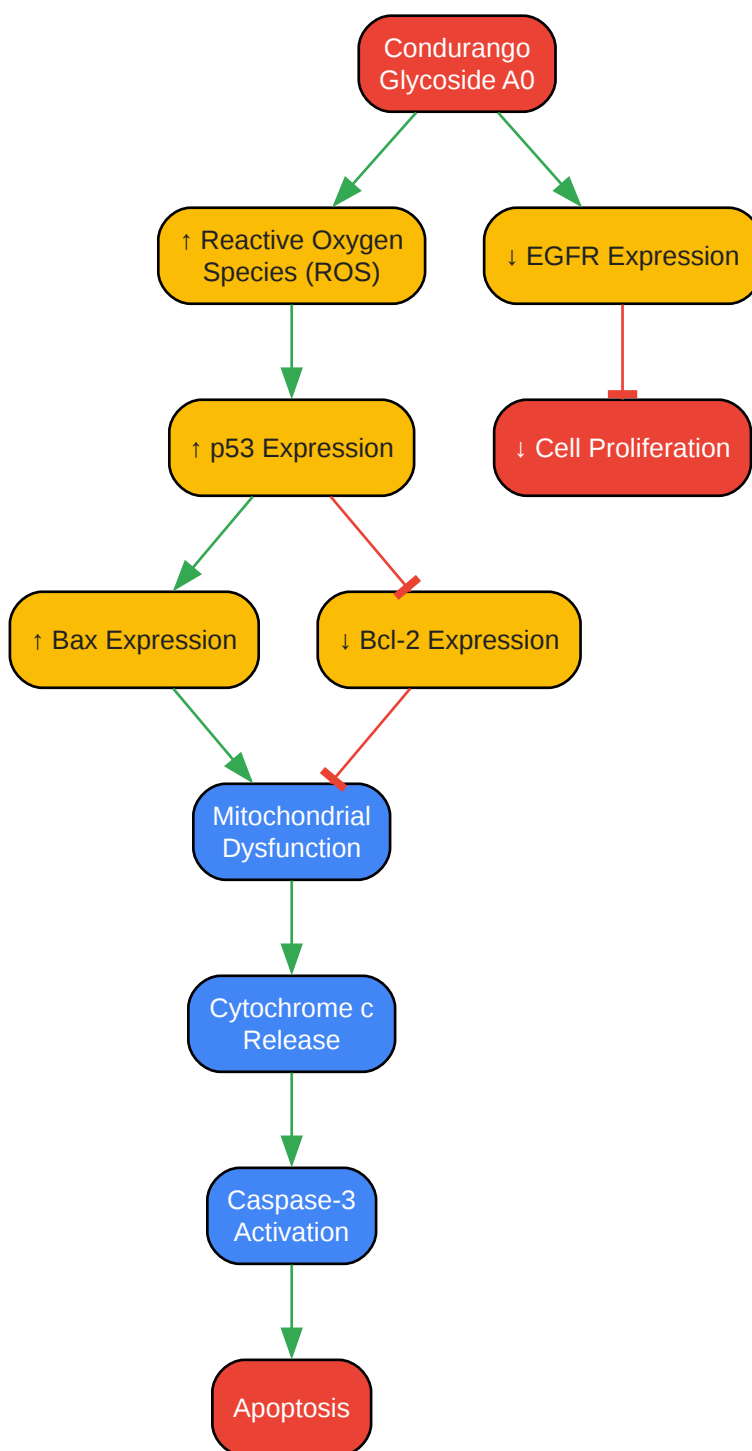 Condurango
Glycoside A0
↑ Reactive Oxygen
Species (ROS)
↓ EGFR Expression
↑ p53 Expression
↓ Cell Proliferation
↑ Bax Expression
↓ Bcl-2 Expression
Mitochondrial
Dysfunction
Cytochrome c
Release
Caspase-3
Activation
Apoptosis